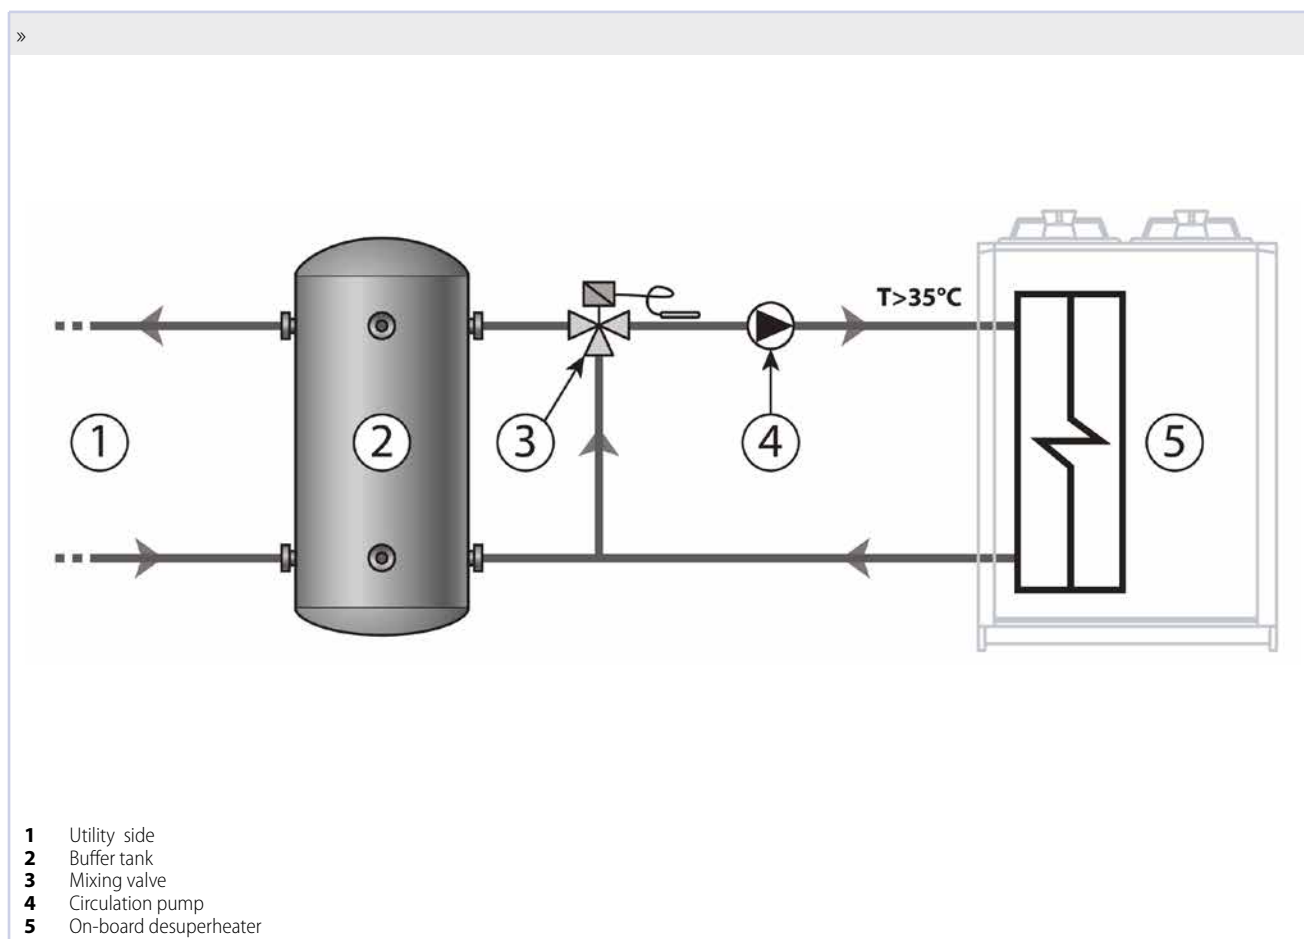 »
T>35°C
1
2
3
4
5
1 Utility side
2 Buffer tank
3 Mixing valve
4 Circulation pump
5 On-board desuperheater